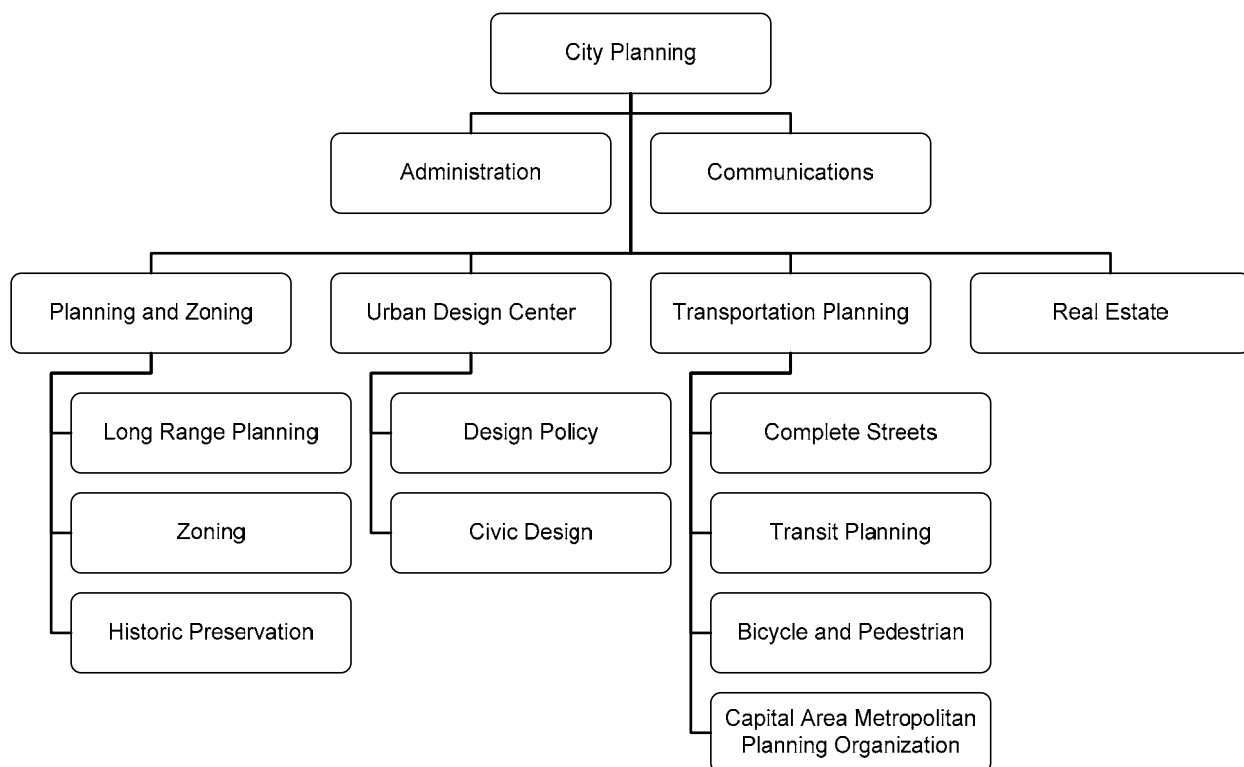 City Planning
Administration
Communications
Planning and Zoning
Urban Design Center
Transportation Planning
Real Estate
Long Range Planning
Design Policy
Complete Streets
Zoning
Civic Design
Transit Planning
Historic Preservation
Bicycle and Pedestrian
Capital Area Metropolitan
Planning Organization